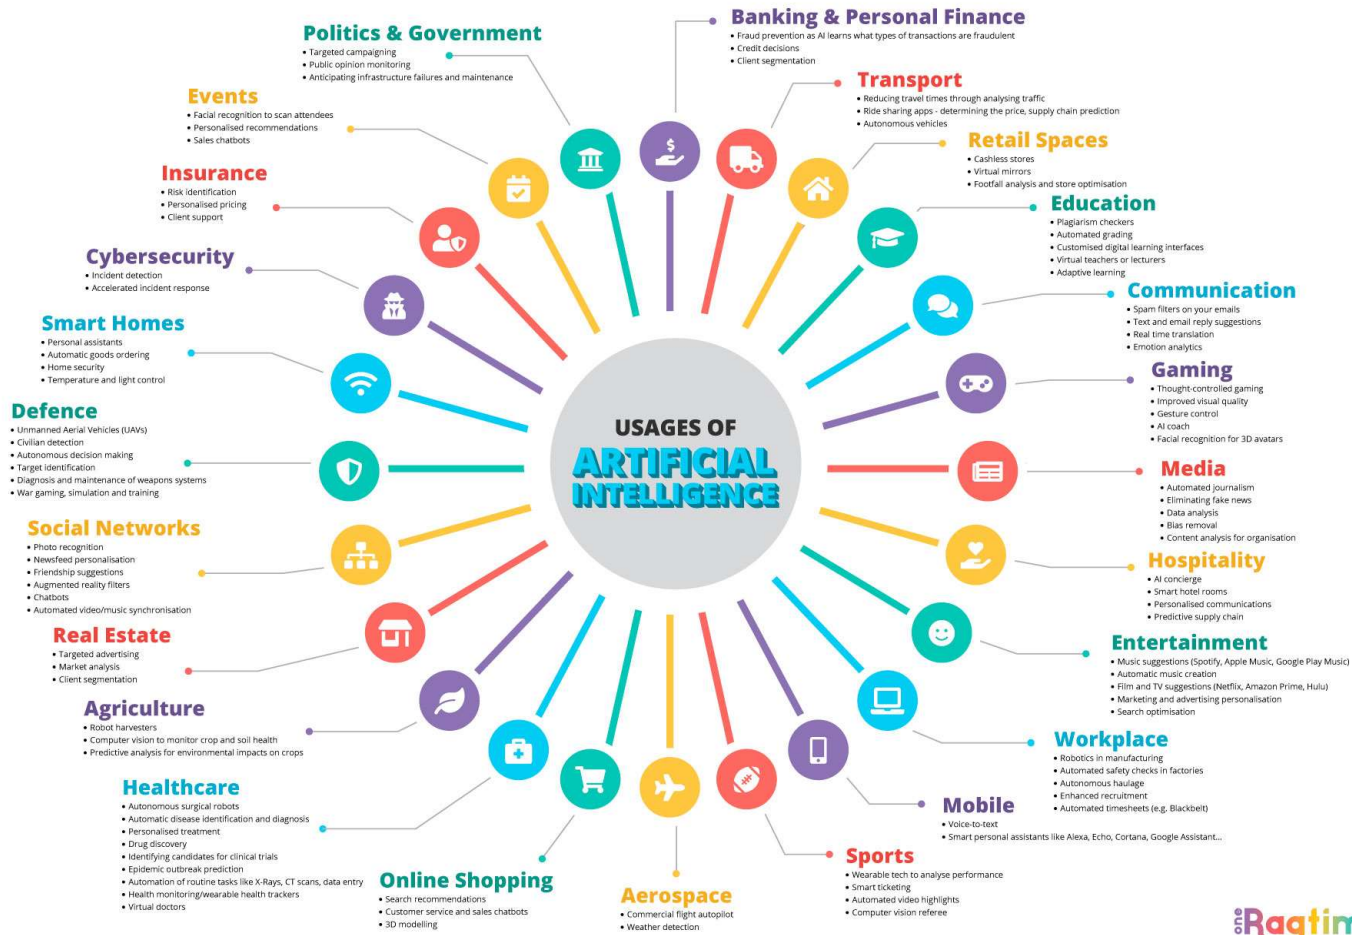 USAGES OF
ARTIFICIAL
INTELLIGENCE
Banking & Personal Finance
• Fraud prevention as AI learns what types of transactions are fraudulent
• Credit decisions
• Client segmentation
Transport
• Reducing travel times through analysing traffic
• Ride sharing apps - determining the price, supply chain prediction
• Autonomous vehicles
Retail Spaces
• Cashless stores
• Virtual mirrors
• Footfall analysis and store optimisation
Education
• Plagiarism checkers
• Automated grading
• Customised digital learning interfaces
• Virtual teachers or lecturers
• Adaptive learning
Communication
• Spam filters on your emails
• Text and email reply suggestions
• Real time translation
• Emotion analytics
Gaming
• Thought-controlled gaming
• Improved visual quality
• Gesture control
• AI coach
• Facial recognition for 3D avatars
Media
• Automated journalism
• Eliminating fake news
• Data analysis
• Bias removal
• Content analysis for organisation
Hospitality
• AI concierge
• Smart hotel rooms
• Personalised communications
• Predictive supply chain
Entertainment
• Music suggestions (Spotify, Apple Music, Google Play Music)
• Automatic music creation
• Film and TV suggestions (Netflix, Amazon Prime, Hulu)
• Marketing and advertising personalisation
• Search optimisation
Workplace
• Robotics in manufacturing
• Automated safety checks in factories
• Autonomous haulage
• Enhanced recruitment
• Automated timesheets (e.g. Blackbelt)
Mobile
• Voice-to-text
• Smart personal assistants like Alexa, Echo, Cortana, Google Assistant...
Sports
• Wearable tech to analyse performance
• Smart ticketing
• Automated video highlights
• Computer vision referee
Aerospace
• Commercial flight autopilot
• Weather detection
Online Shopping
• Search recommendations
• Customer service and sales chatbots
• 3D modelling
Healthcare
• Autonomous surgical robots
• Automatic disease identification and diagnosis
• Personalised treatment
• Drug discovery
• Identifying candidates for clinical trials
• Epidemic outbreak prediction
• Automation of routine tasks like X-Rays, CT scans, data entry
• Health monitoring/wearable health trackers
• Virtual doctors
Agriculture
• Robot harvesters
• Computer vision to monitor crop and soil health
• Predictive analysis for environmental impacts on crops
Real Estate
• Targeted advertising
• Market analysis
• Client segmentation
Social Networks
• Photo recognition
• Newsfeed personalisation
• Friendship suggestions
• Augmented reality filters
• Chatbots
• Automated video/music synchronisation
Defence
• Unmanned Aerial Vehicles (UAVs)
• Civilian detection
• Autonomous decision making
• Target identification
• Diagnosis and maintenance of weapons systems
• War gaming, simulation and training
Smart Homes
• Personal assistants
• Automatic goods ordering
• Home security
• Temperature and light control
Cybersecurity
• Incident detection
• Accelerated incident response
Insurance
• Risk identification
• Personalised pricing
• Client support
Events
• Facial recognition to scan attendees
• Personalised recommendations
• Sales chatbots
Politics & Government
• Targeted campaigning
• Public opinion monitoring
• Anticipating infrastructure failures and maintenance
$
one Raatim